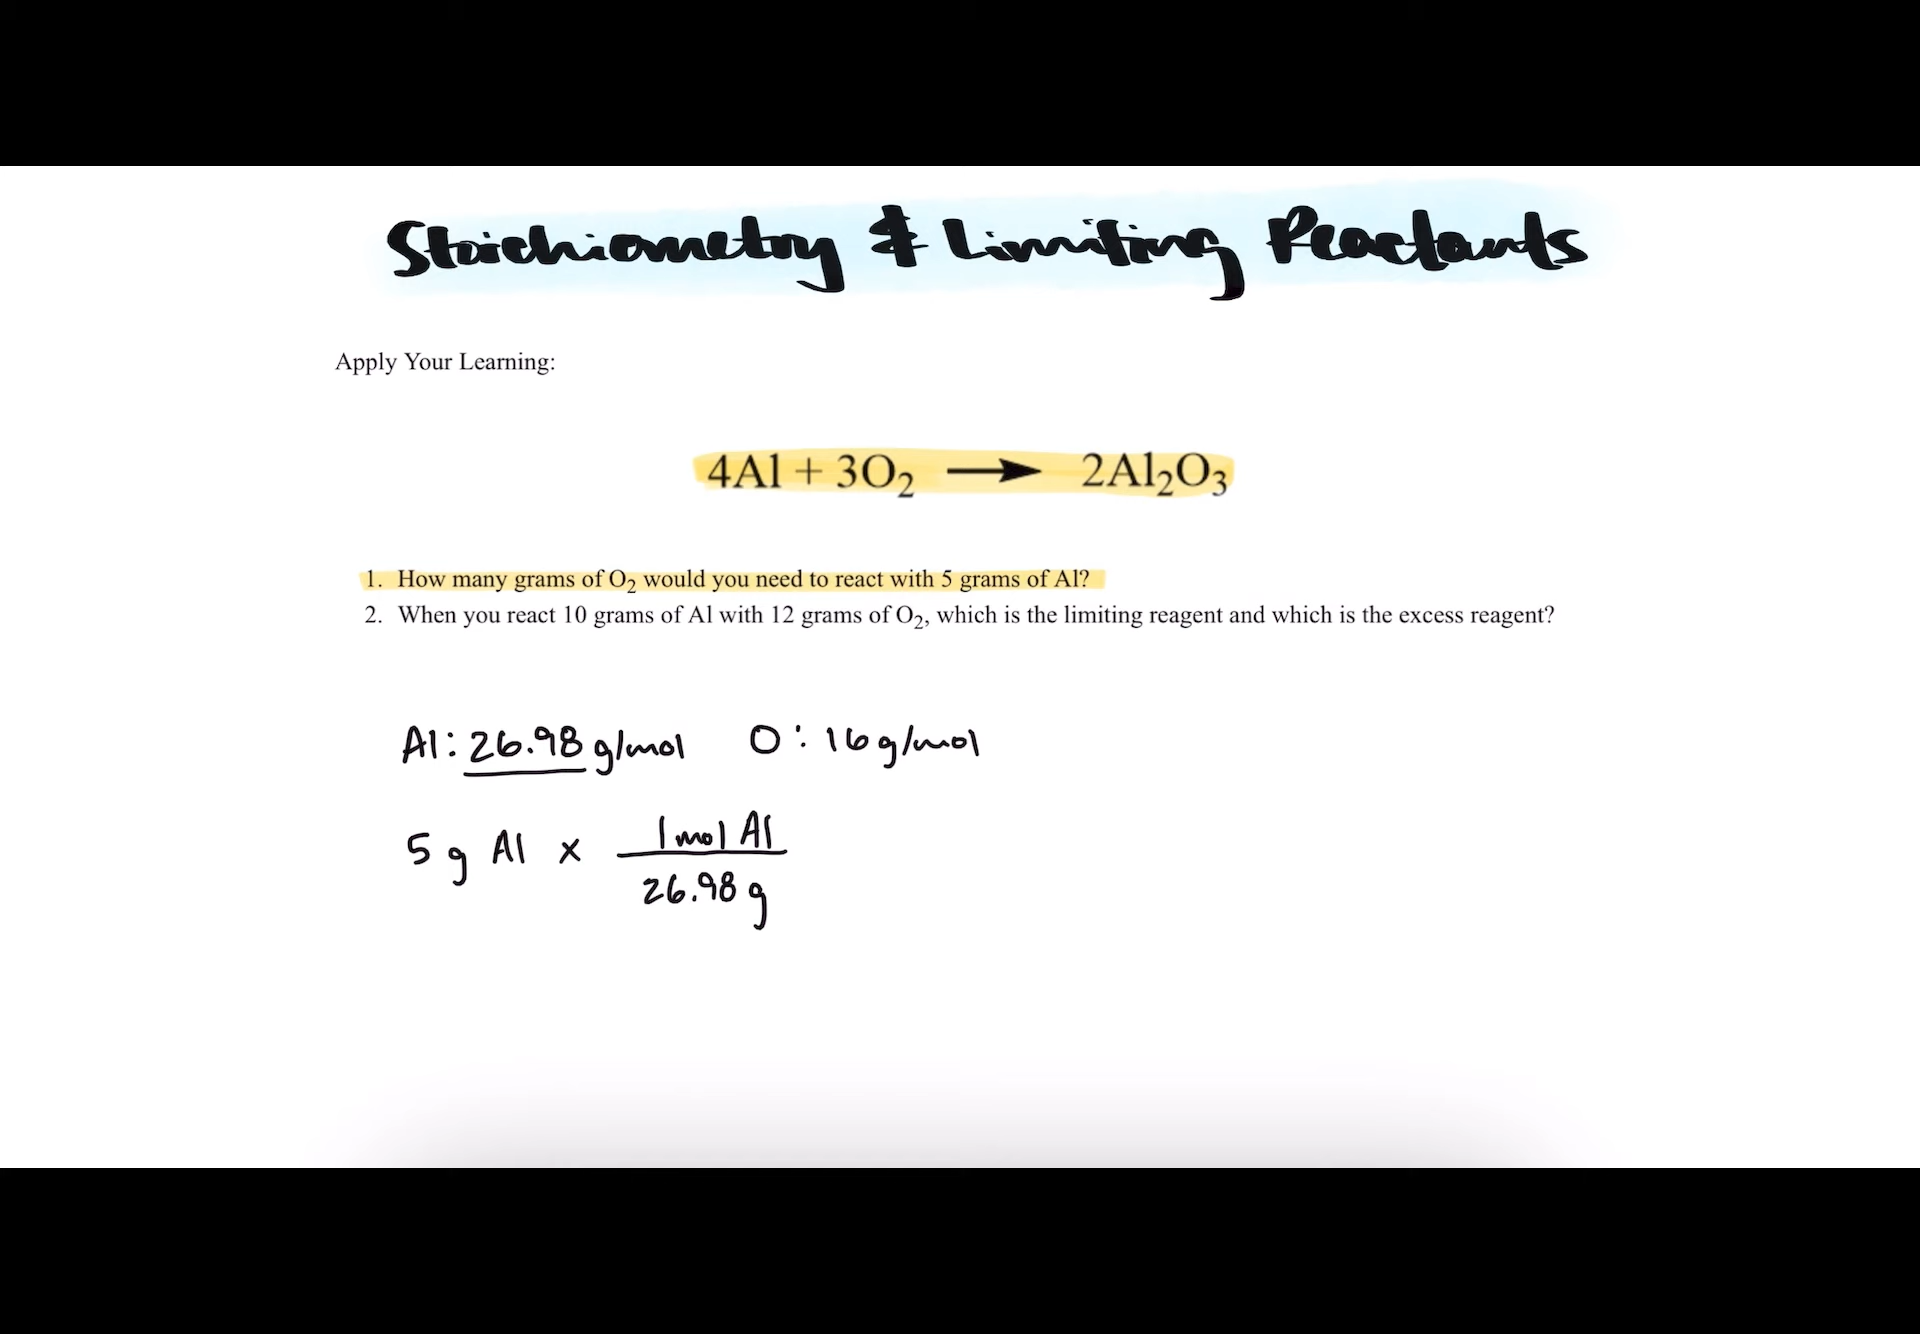 Stoichiometry & Limiting Reactants
Apply Your Learning:
4Al + 3O₂ ⟶ 2Al₂O₃
1. How many grams of O₂ would you need to react with 5 grams of Al?
2. When you react 10 grams of Al with 12 grams of O₂, which is the limiting reagent and which is the excess reagent?
Al: 26.98 g/mol O: 16 g/mol
5 g Al x
1 mol Al
26.98 g